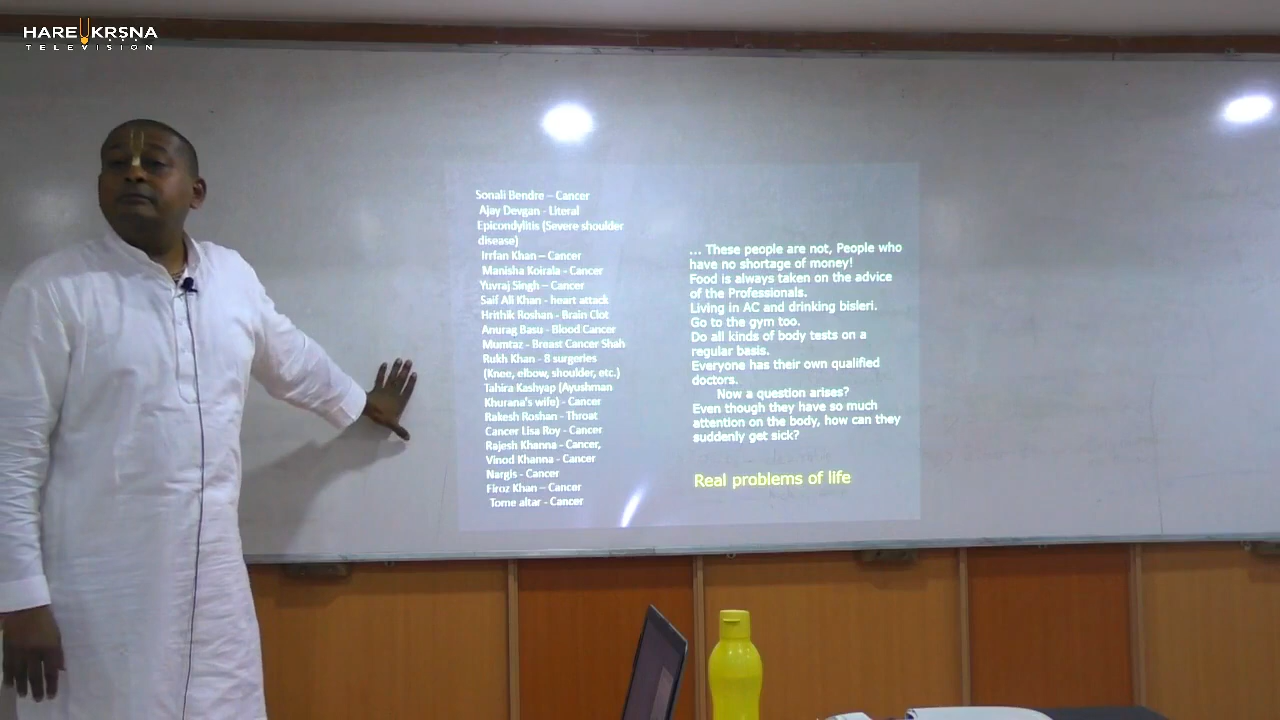 HARE KRSNA
TELEVISION
Sonali Bendre – Cancer
Ajay Devgan - Literal
Epicondylitis (Severe shoulder
disease)
Irrfan Khan – Cancer
Manisha Koirala - Cancer
Yuvraj Singh – Cancer
Saif Ali Khan - heart attack
Hrithik Roshan - Brain Clot
Anurag Basu - Blood Cancer
Mumtaz - Breast Cancer Shah
Rukh Khan - 8 surgeries
(Knee, elbow, shoulder, etc.)
Tahira Kashyap (Ayushman
Khurana's wife) - Cancer
Rakesh Roshan - Throat
Cancer Lisa Roy - Cancer
Rajesh Khanna - Cancer,
Vinod Khanna - Cancer
Nargis - Cancer
Firoz Khan – Cancer
Tome altar - Cancer
... These people are not, People who
have no shortage of money!
Food is always taken on the advice
of the Professionals.
Living in AC and drinking bisleri.
Go to the gym too.
Do all kinds of body tests on a
regular basis.
Everyone has their own qualified
doctors.
Now a question arises?
Even though they have so much
attention on the body, how can they
suddenly get sick?
Real problems of life